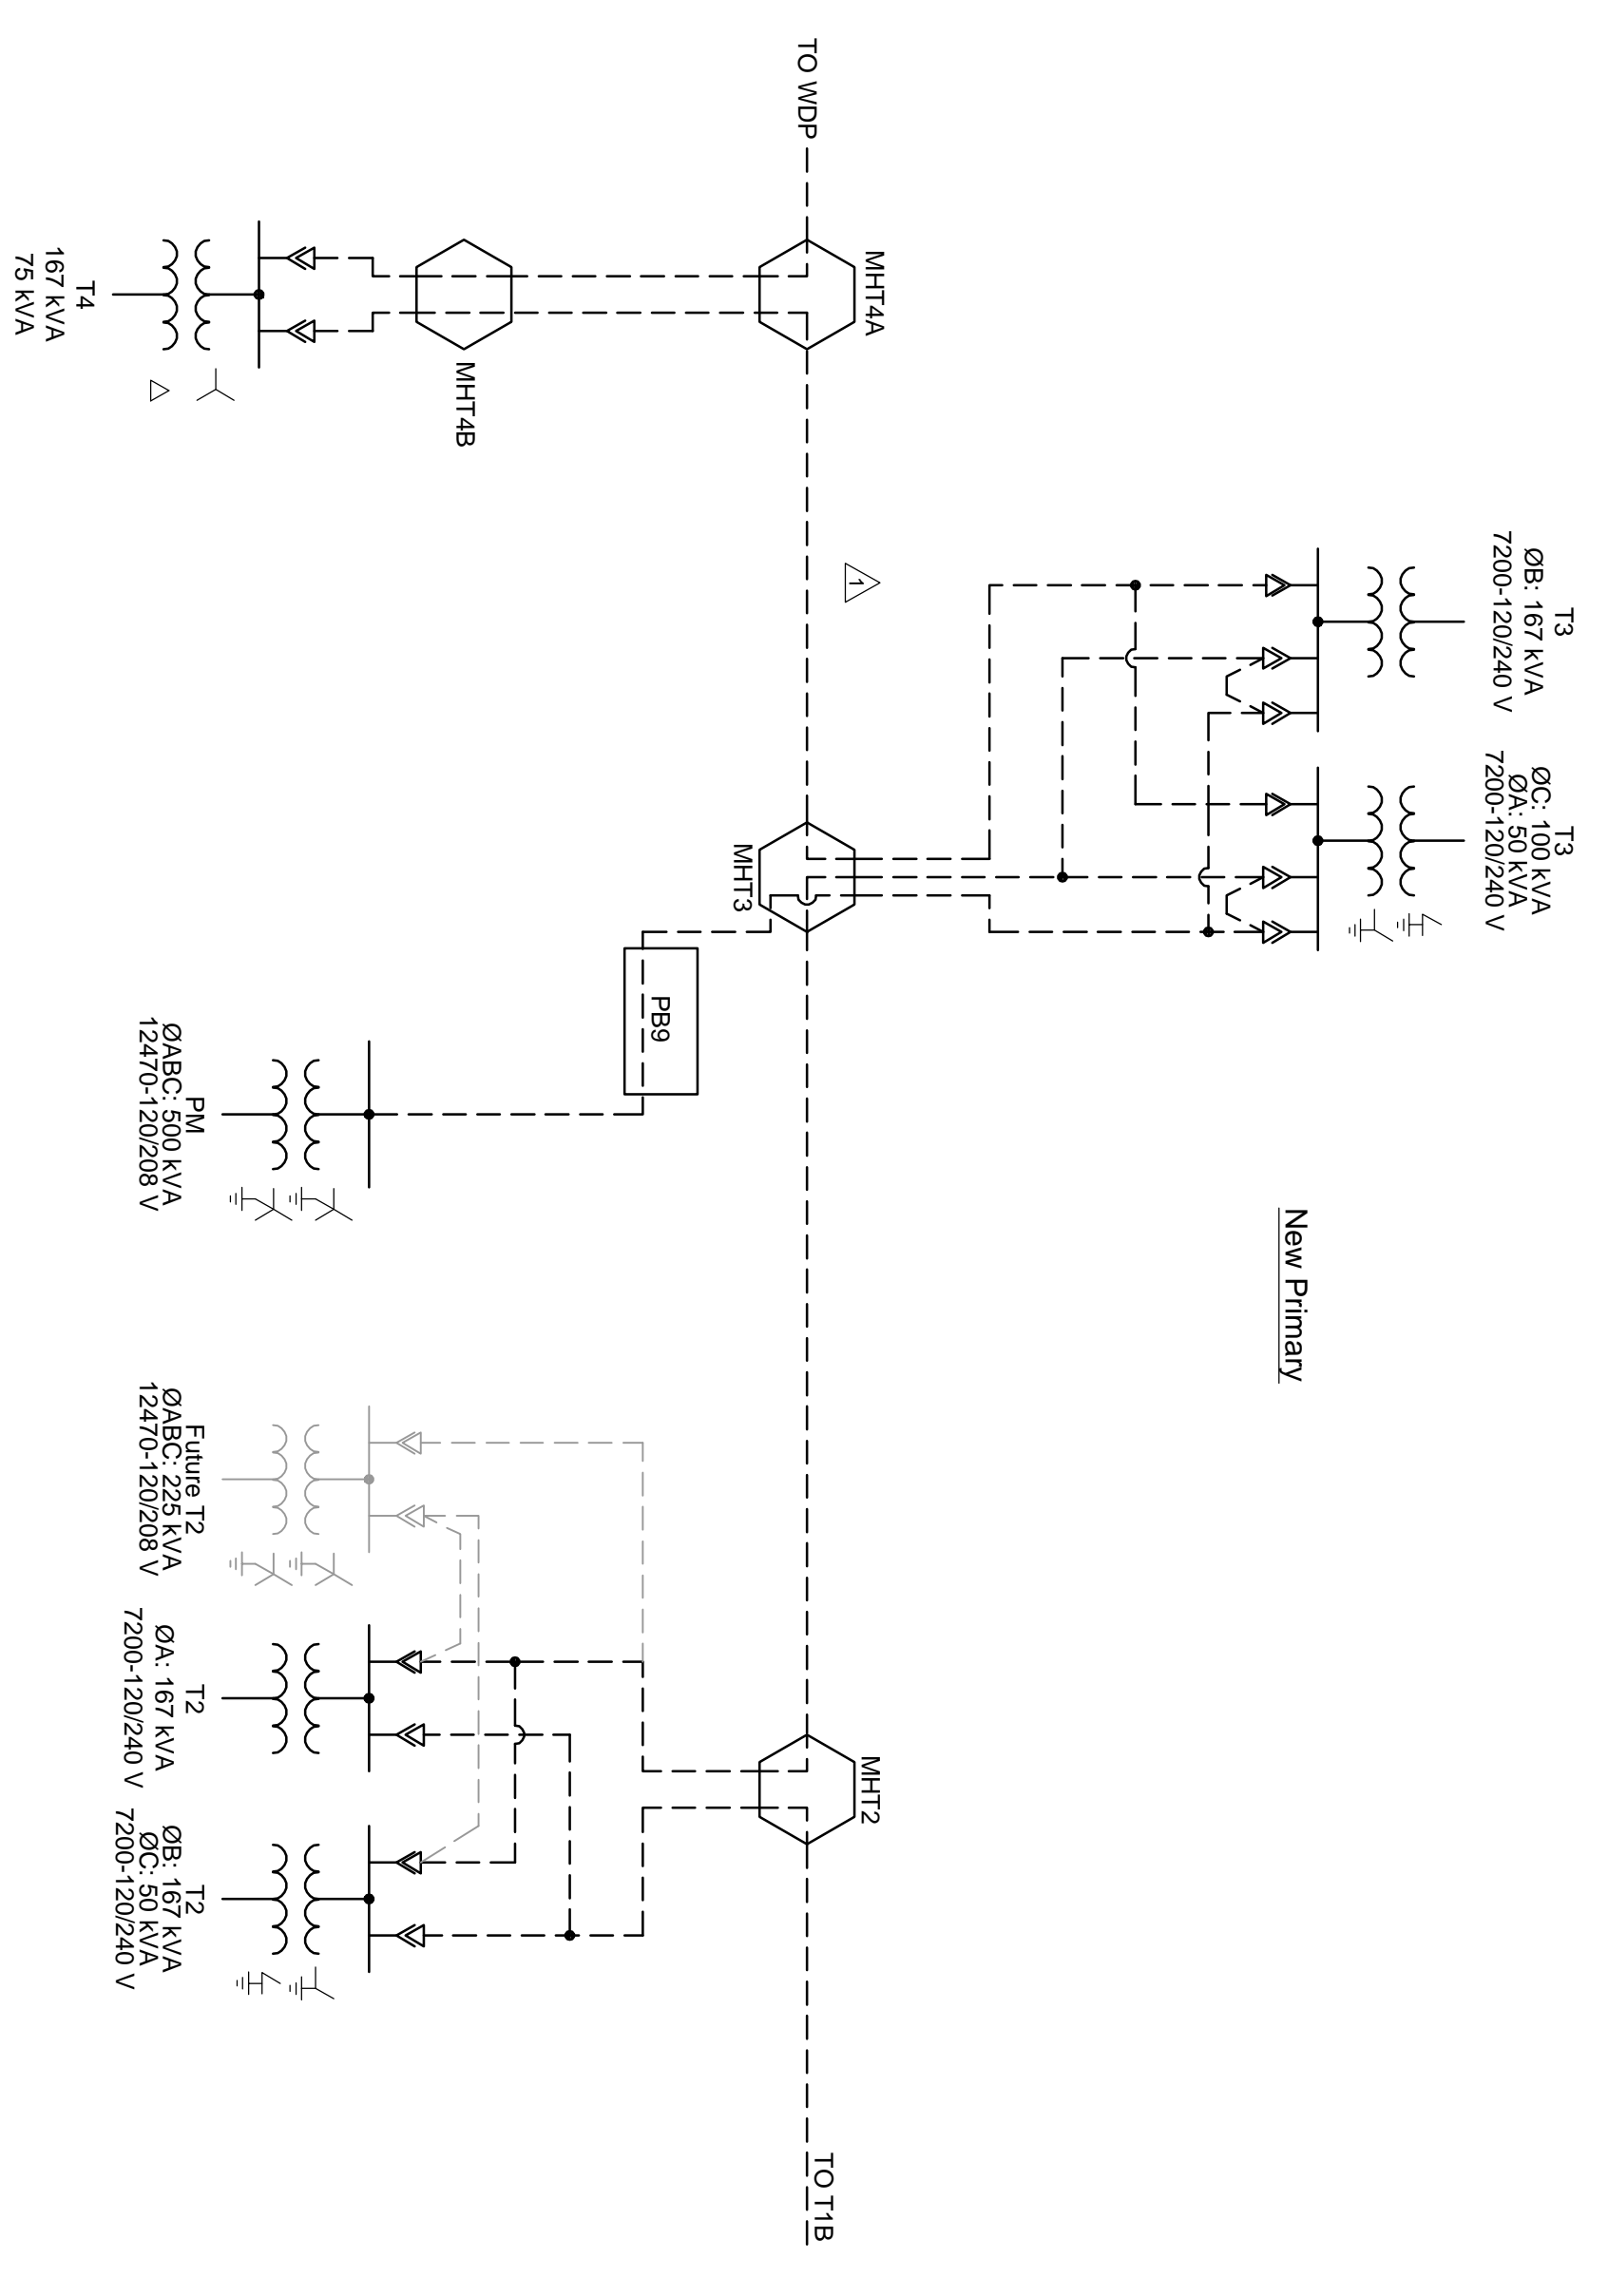 T3
ØB: 167 kVA
7200-120/240 V
T3
ØC: 100 kVA
ØA: 50 kVA
7200-120/240 V
New Primary
TO WDP
MHT4A
1
MHT3
MHT2
TO T1B
PB9
MHT4B
T4
167 kVA
75 kVA
PM
ØABC: 500 kVA
12470-120/208 V
Future T2
ØABC: 225 kVA
12470-120/208 V
T2
ØA: 167 kVA
7200-120/240 V
T2
ØB: 167 kVA
ØC: 50 kVA
7200-120/240 V